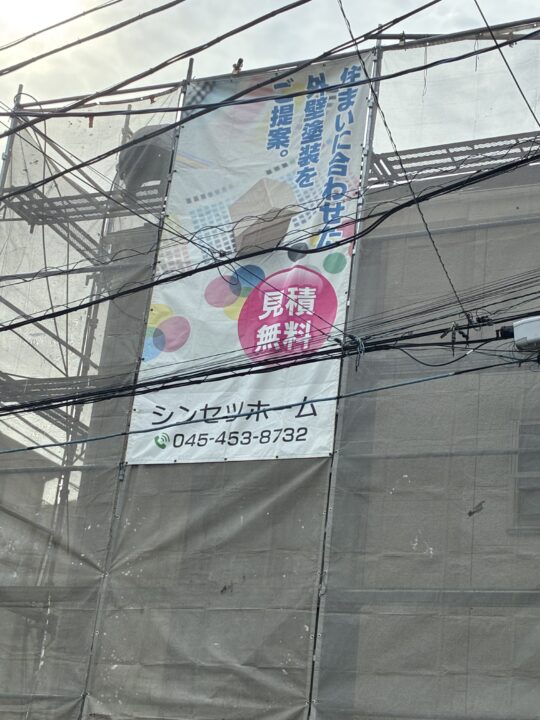 住まいに合わせた
外壁塗装を
ご提案。
見積
無料
シンセツホーム
045-453-8732